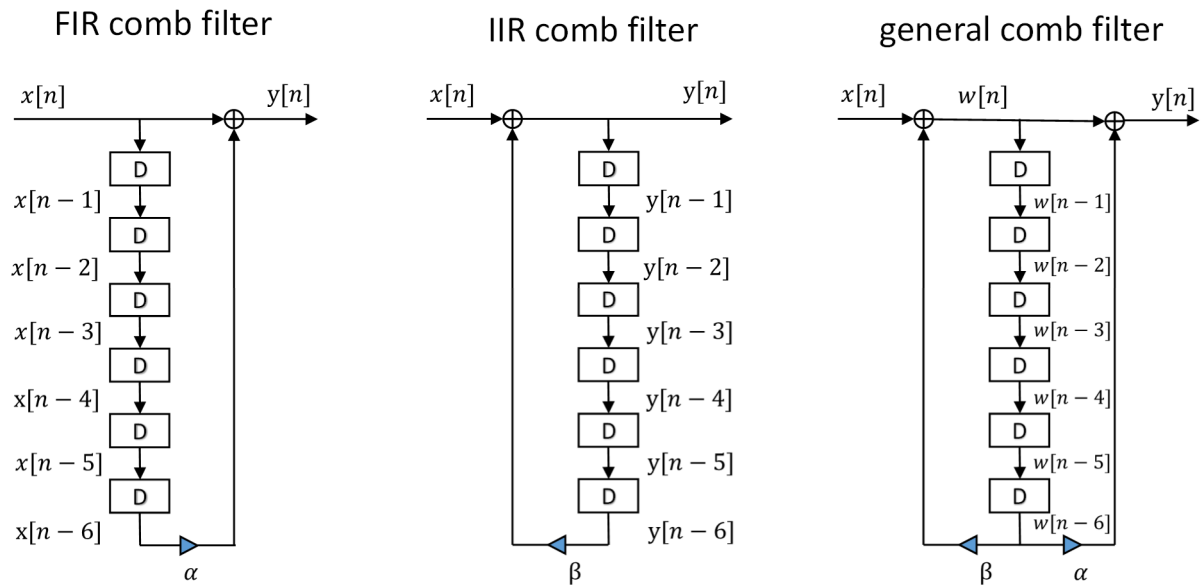 FIR comb filter
x[n]
y[n]
D
x[n − 1]
D
x[n − 2]
D
x[n − 3]
D
x[n − 4]
D
x[n − 5]
D
x[n − 6]
α
IIR comb filter
x[n]
y[n]
D
y[n − 1]
D
y[n − 2]
D
y[n − 3]
D
y[n − 4]
D
y[n − 5]
D
y[n − 6]
β
general comb filter
x[n]
w[n]
y[n]
D
w[n − 1]
D
w[n − 2]
D
w[n − 3]
D
w[n − 4]
D
w[n − 5]
D
w[n − 6]
β
α